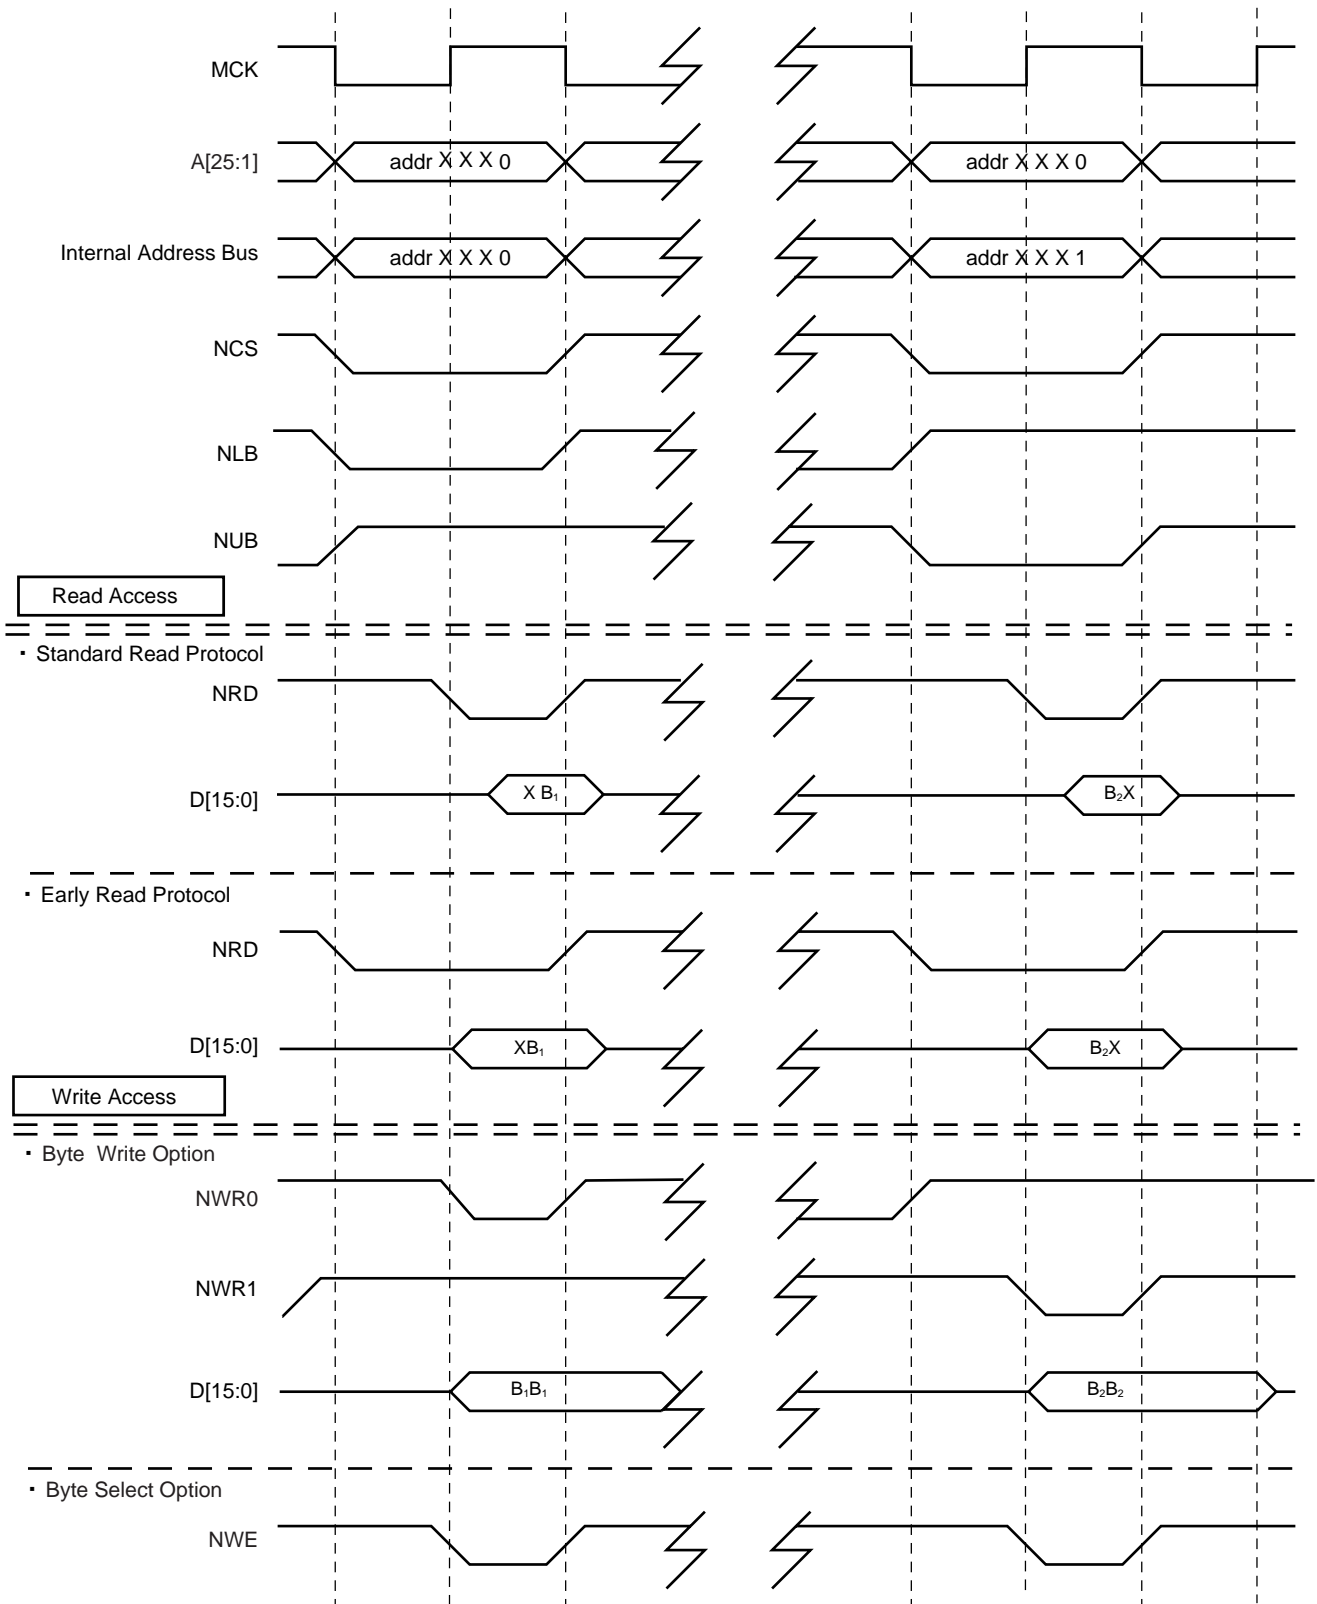 MCK
A[25:1] addr X X X 0 addr X X X 0
Internal Address Bus addr X X X 0 addr X X X 1
NCS
NLB
NUB
Read Access
· Standard Read Protocol
NRD
D[15:0] X B₁ B₂X
· Early Read Protocol
NRD
D[15:0] XB₁ B₂X
Write Access
· Byte Write Option
NWR0
NWR1
D[15:0] B₁B₁ B₂B₂
· Byte Select Option
NWE